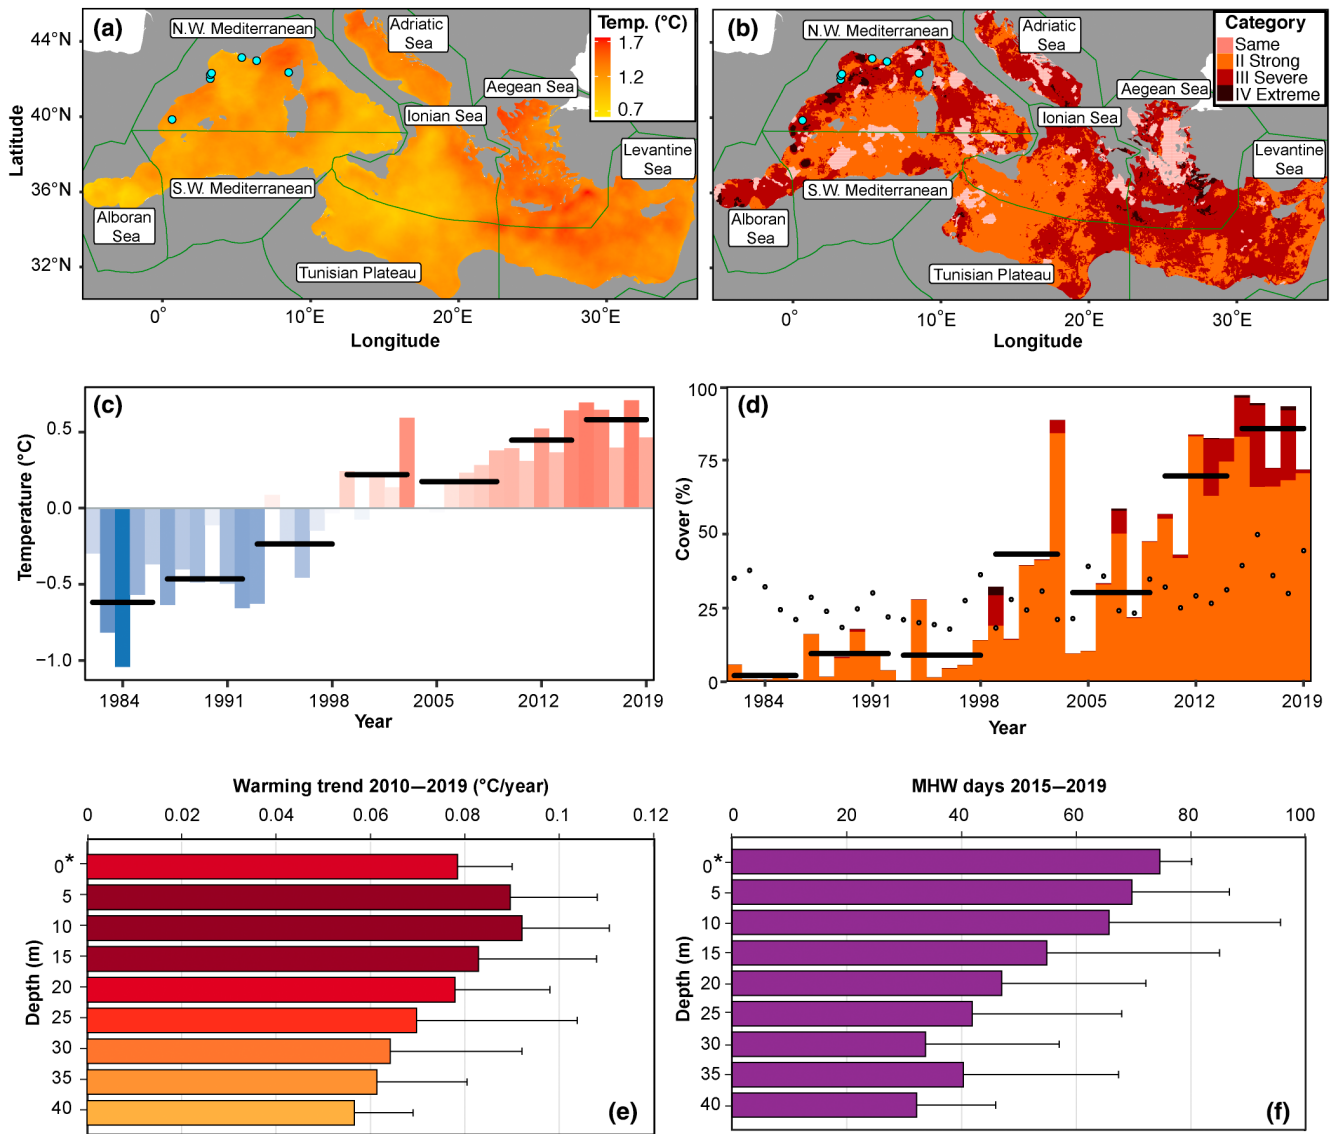 (a)
N.W. Mediterranean
Adriatic
Sea
Temp. (°C)
1.7
1.2
0.7
Aegean Sea
Ionian Sea
Levantine
Sea
S.W. Mediterranean
Alboran
Sea
Tunisian Plateau
44°N
40°N
36°N
32°N
Latitude
0°
10°E
20°E
30°E
Longitude
(b)
N.W. Mediterranean
Adriatic
Sea
Category
Same
II Strong
III Severe
IV Extreme
Aegean Sea
Ionian Sea
Levantine
Sea
S.W. Mediterranean
Alboran
Sea
Tunisian Plateau
0°
10°E
20°E
30°E
Longitude
(c)
0.5
0.0
−0.5
−1.0
Temperature (°C)
1984
1991
1998
2005
2012
2019
Year
(d)
100
75
50
25
0
Cover (%)
1984
1991
1998
2005
2012
2019
Year
Warming trend 2010—2019 (°C/year)
0
0.02
0.04
0.06
0.08
0.1
0.12
0*
5
10
15
20
25
30
35
40
Depth (m)
(e)
MHW days 2015—2019
0
20
40
60
80
100
0*
5
10
15
20
25
30
35
40
Depth (m)
(f)